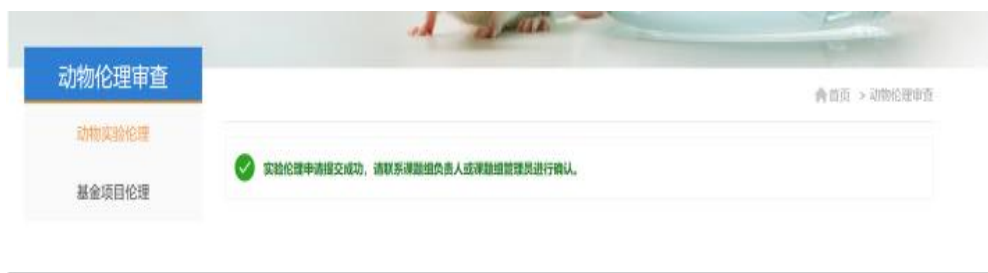 动物伦理审查
首页 > 动物伦理审查
动物实验伦理
实验伦理申请提交成功，请联系课题组负责人或课题组管理员进行确认。
基金项目伦理